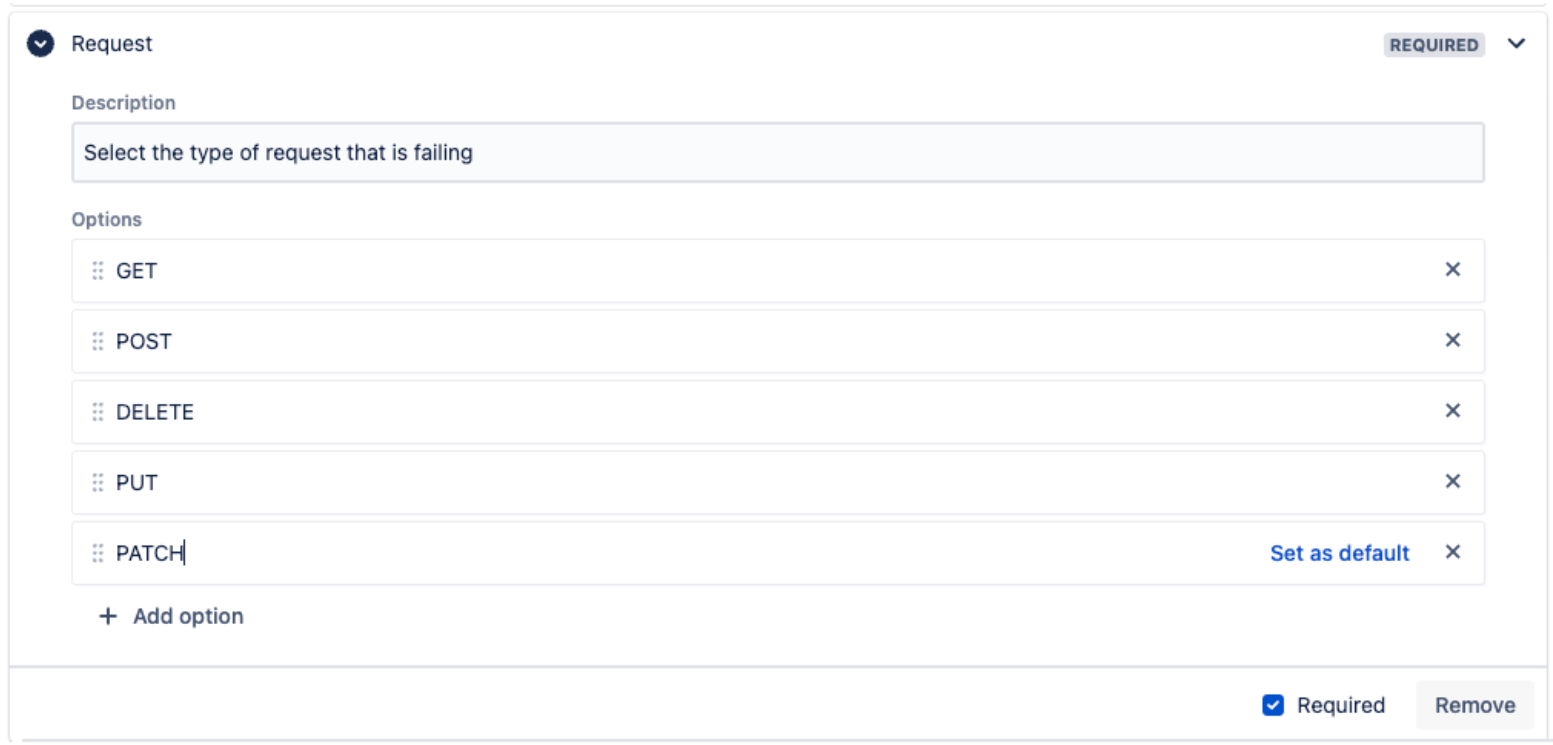 Request REQUIRED
Description
Select the type of request that is failing
Options
GET
POST
DELETE
PUT
PATCH Set as default
Add option
Required Remove